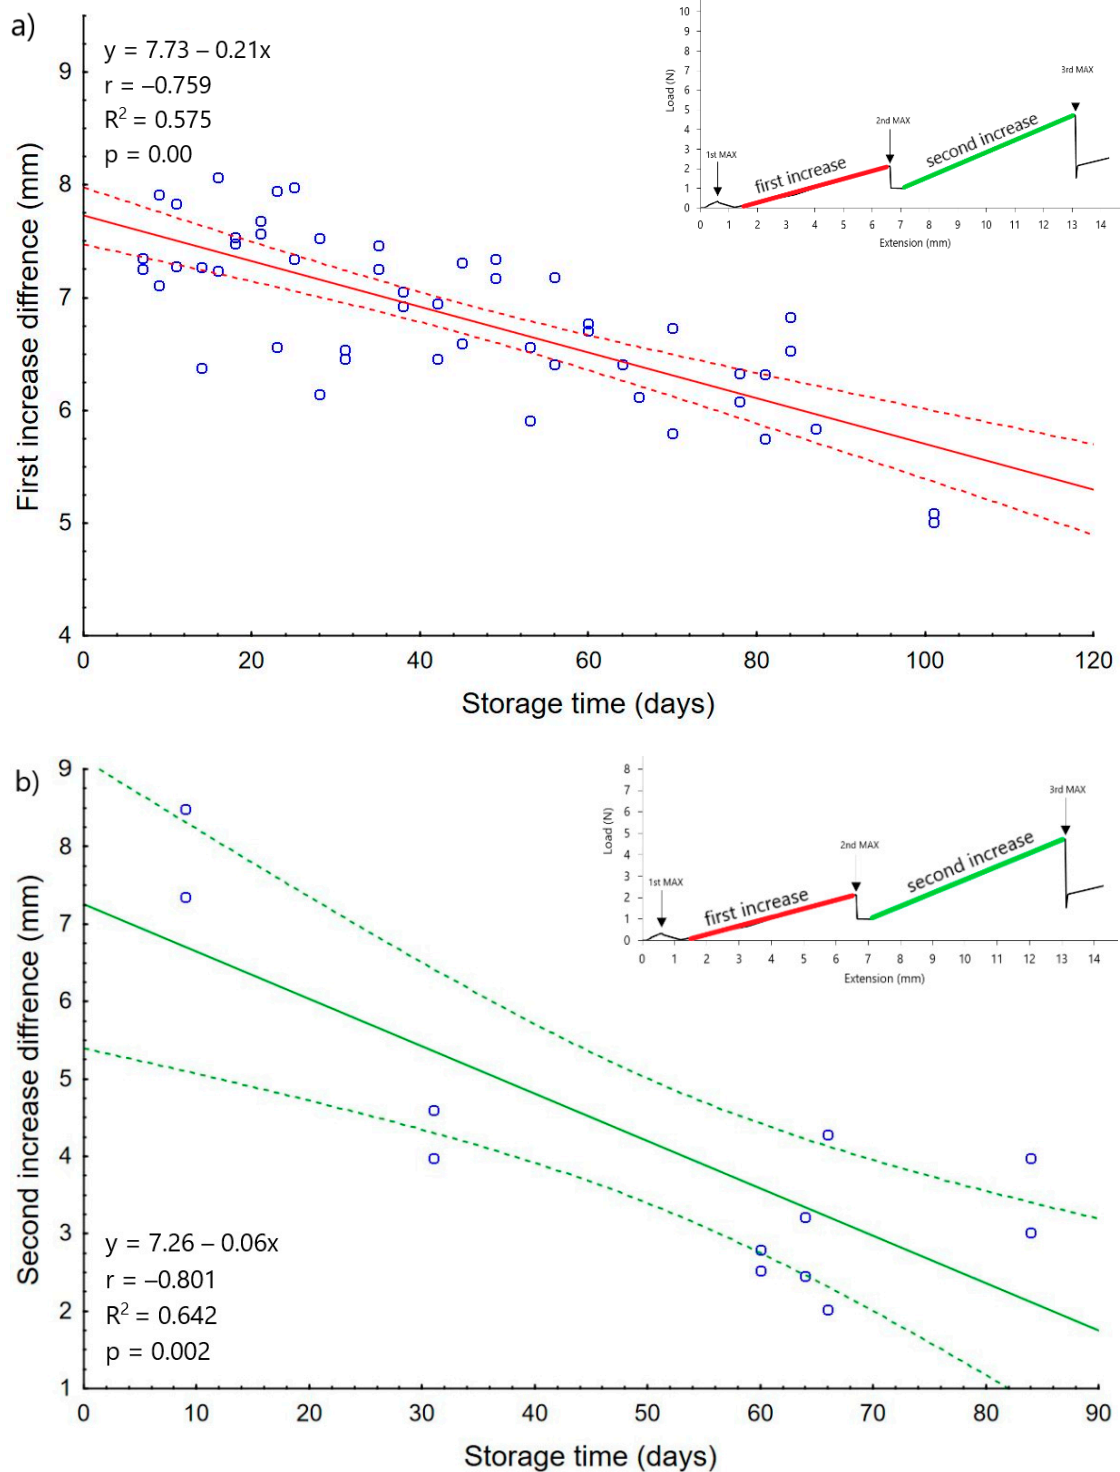 a)
y = 7.73 – 0.21x
r = –0.759
R² = 0.575
p = 0.00
First increase diffrence (mm)
9
8
7
6
5
4
0 20 40 60 80 100 120
Storage time (days)
Load (N)
10
9
8
7
6
5
4
3
2
1
0
1st MAX
first increase
2nd MAX
second increase
3rd MAX
0 1 2 3 4 5 6 7 8 9 10 11 12 13 14
Extension (mm)
b)
Second increase diffrence (mm)
9
8
7
6
5
4
3
2
1
y = 7.26 – 0.06x
r = –0.801
R² = 0.642
p = 0.002
0 10 20 30 40 50 60 70 80 90
Storage time (days)
Load (N)
8
7
6
5
4
3
2
1
0
1st MAX
first increase
2nd MAX
second increase
3rd MAX
0 1 2 3 4 5 6 7 8 9 10 11 12 13 14
Extension (mm)